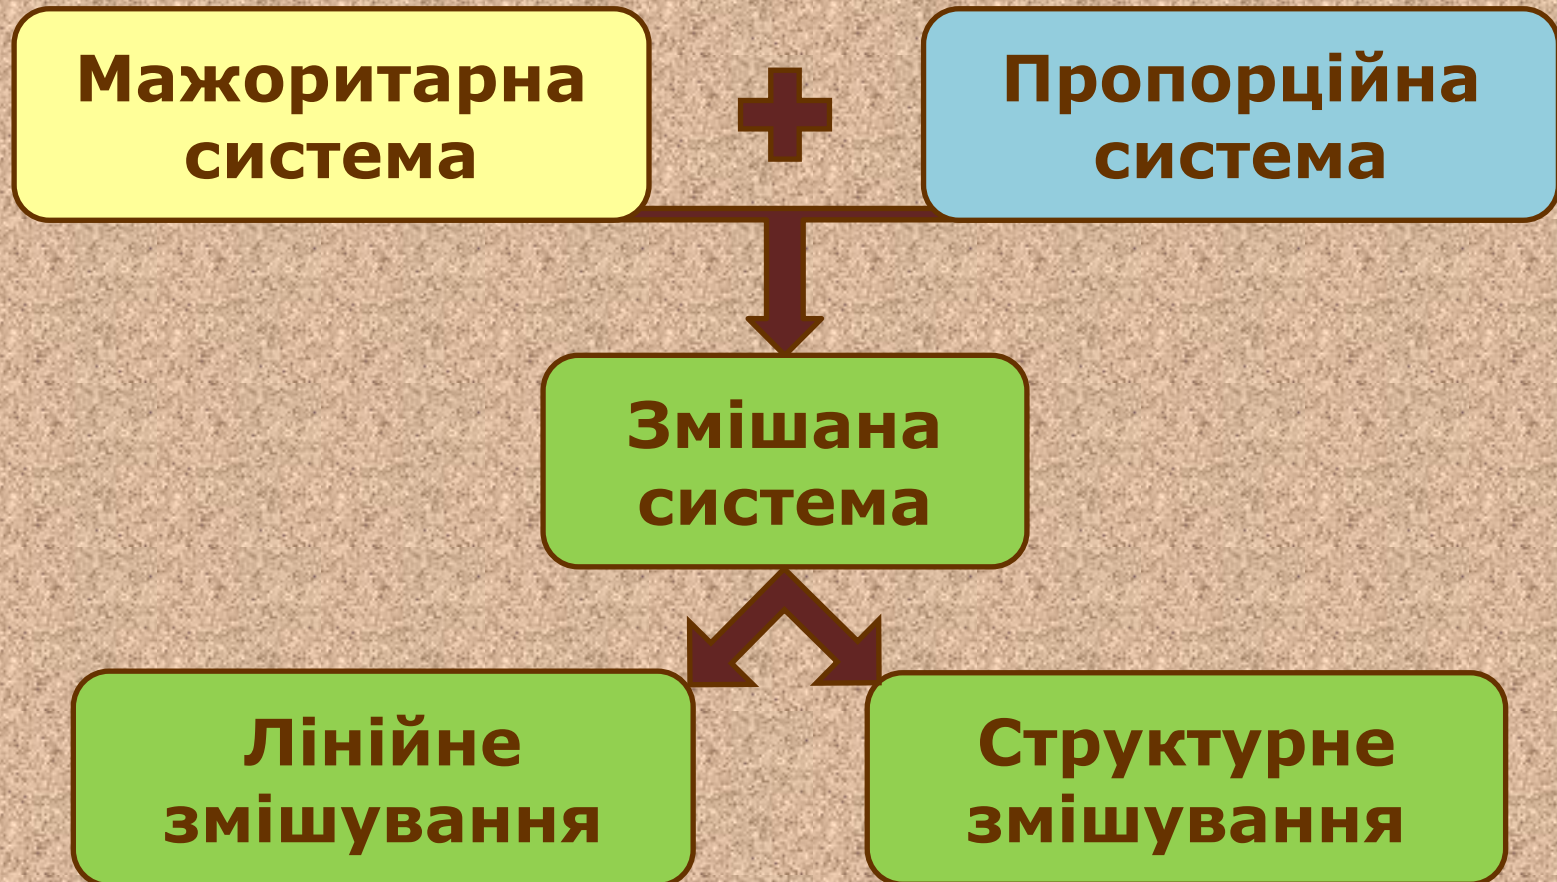 Мажоритарна
система
Пропорційна
система
Змішана
система
Лінійне
змішування
Структурне
змішування